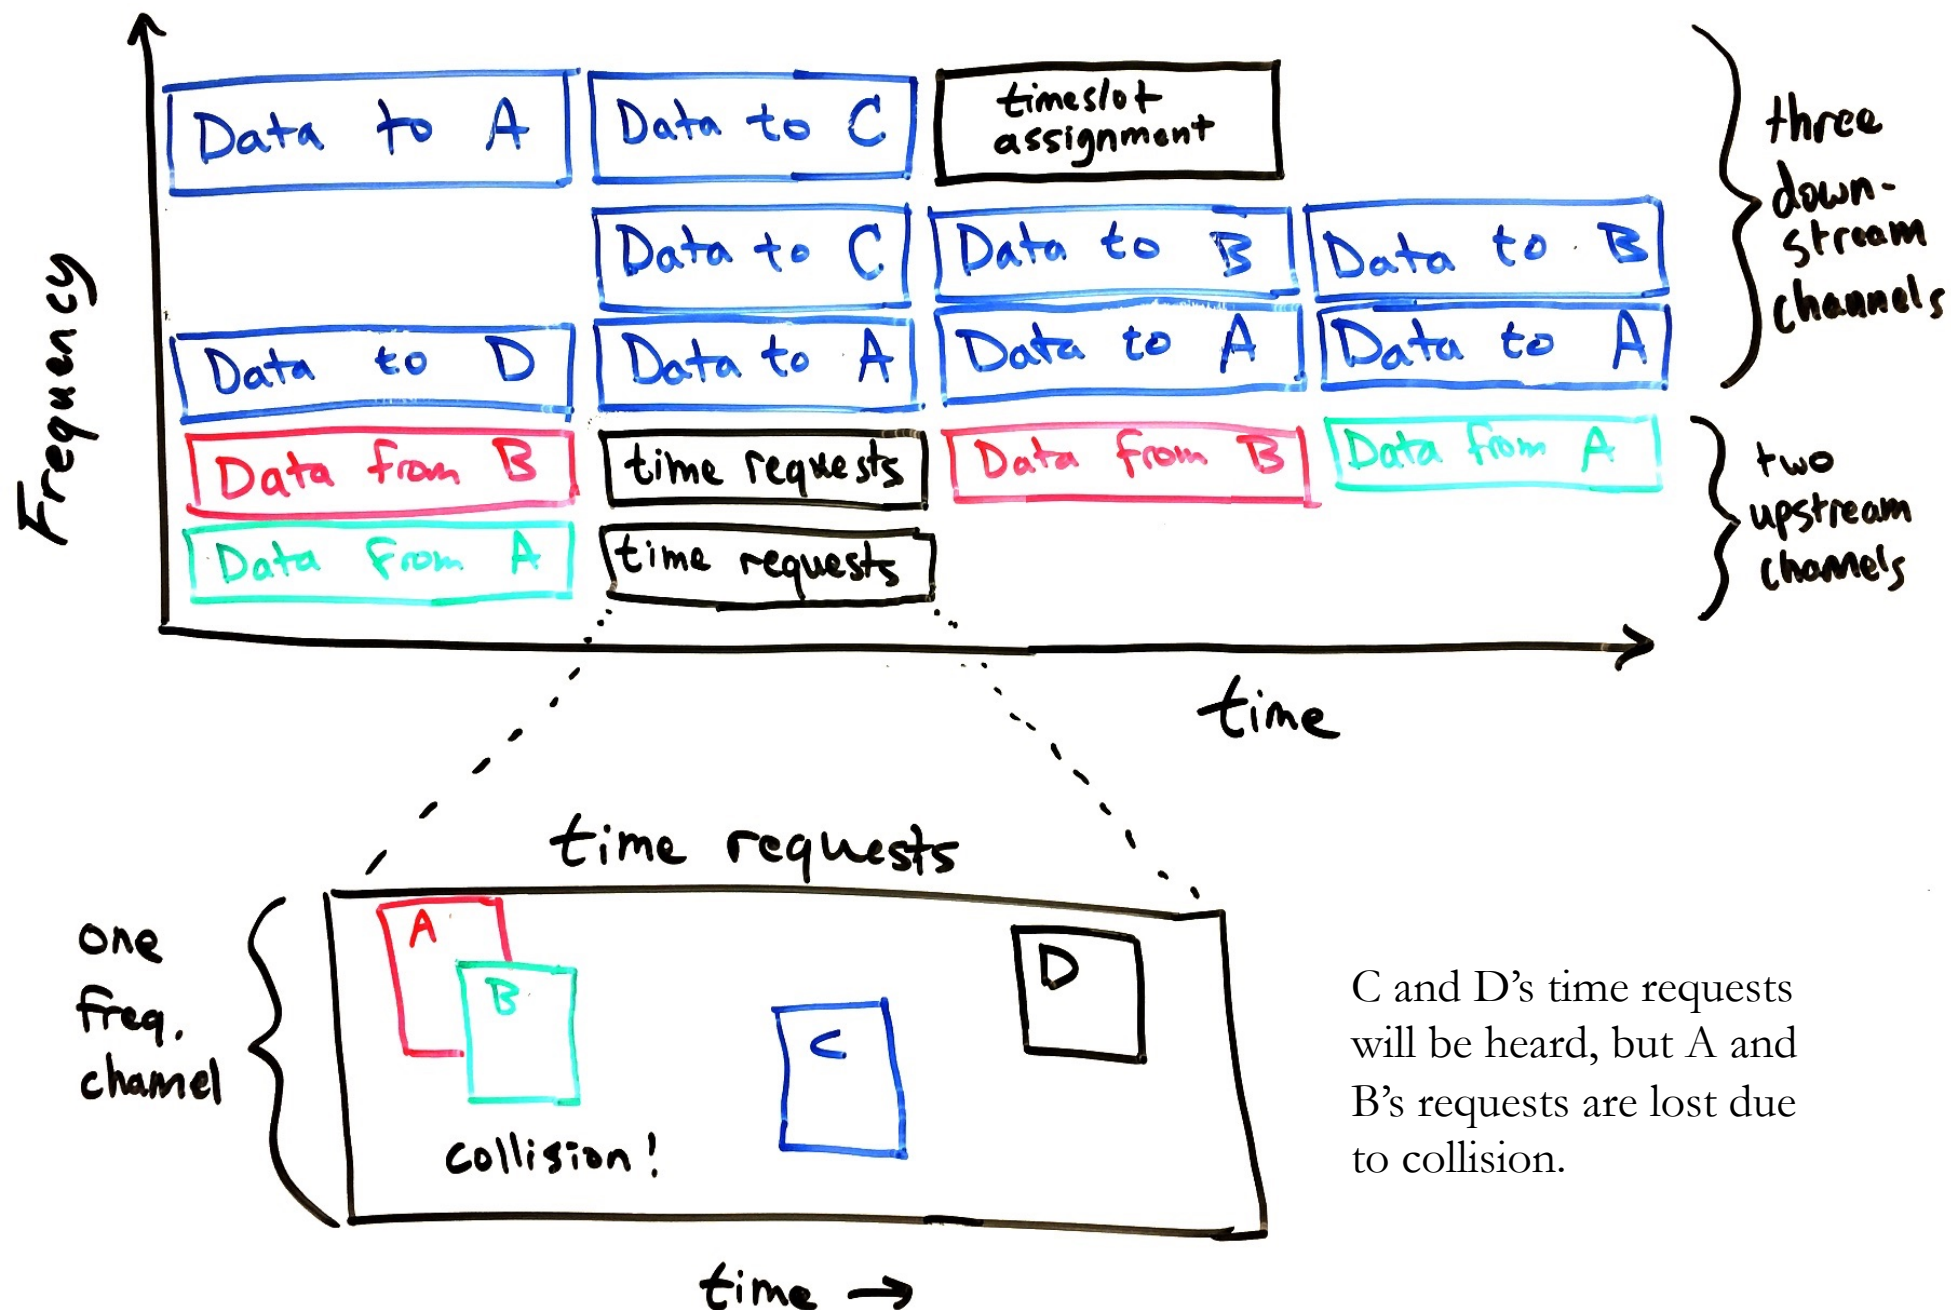 Frequency
Data to A
Data to C
timeslot
assignment
Data to C
Data to B
Data to B
Data to D
Data to A
Data to A
Data to A
Data from B
time requests
Data from B
Data from A
Data from A
time requests
three
down-
stream
channels
two
upstream
channels
time
time requests
one
freq.
channel
A
B
C
D
collision!
time →
C and D’s time requests
will be heard, but A and
B’s requests are lost due
to collision.